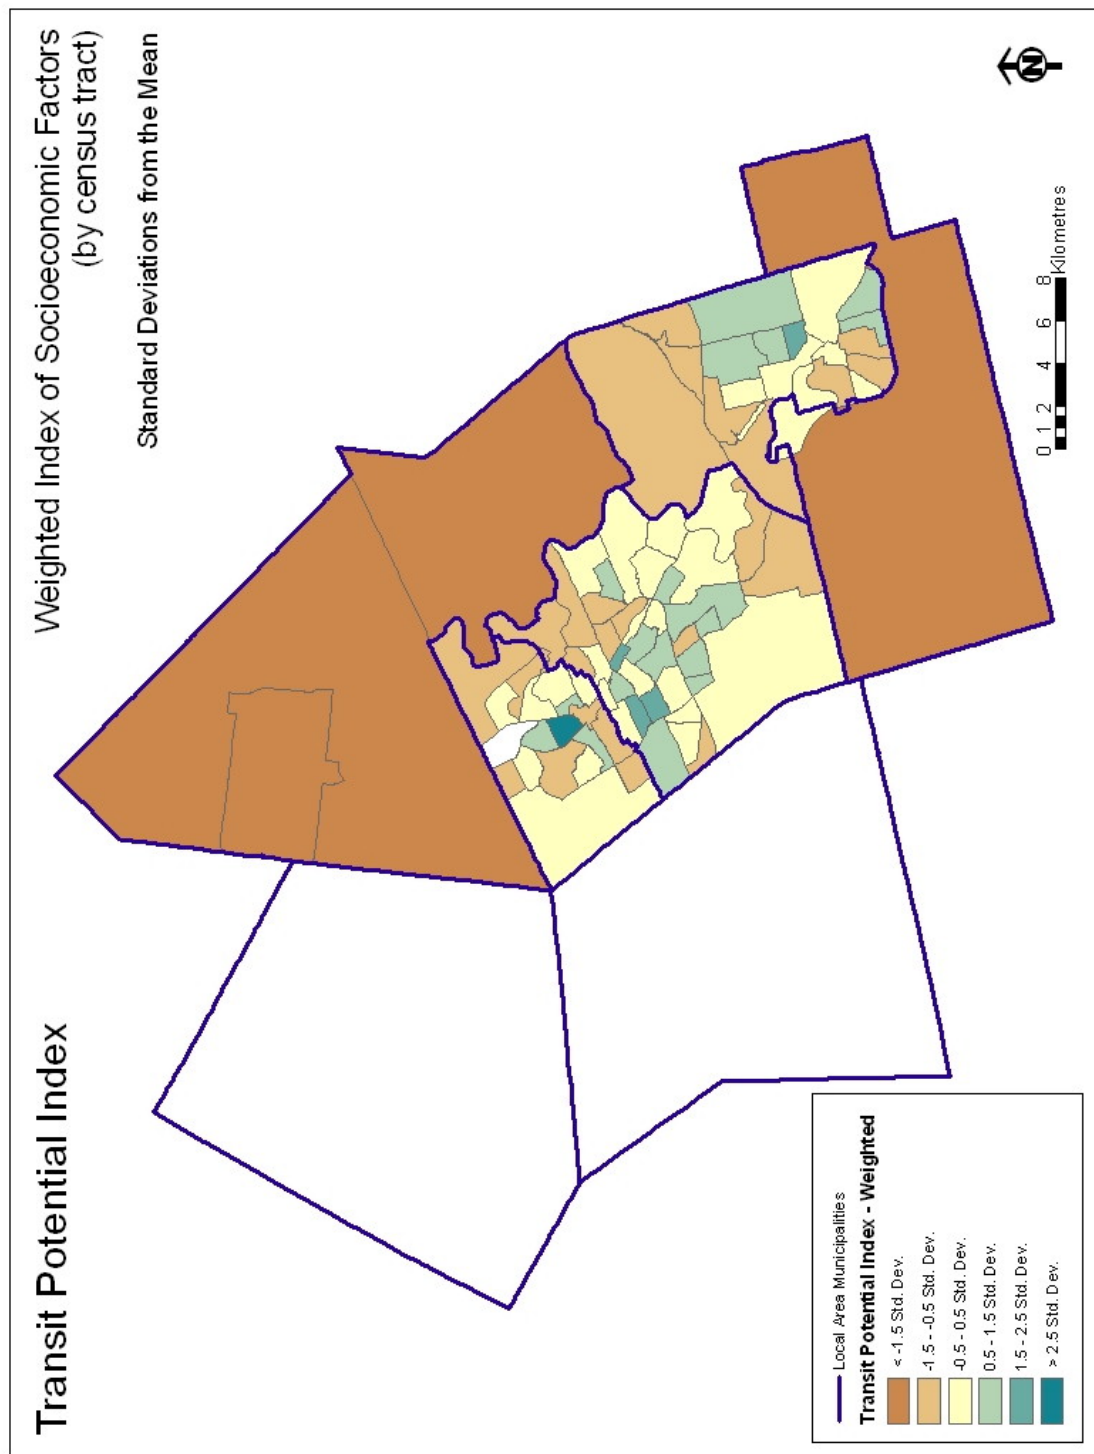 Transit Potential Index
Weighted Index of Socioeconomic Factors
(by census tract)
Standard Deviations from the Mean
N
Local Area Municipalities
Transit Potential Index - Weighted
< -1.5 Std. Dev.
-1.5 - -0.5 Std. Dev.
-0.5 - 0.5 Std. Dev.
0.5 - 1.5 Std. Dev.
1.5 - 2.5 Std. Dev.
> 2.5 Std. Dev.
0 1 2 4 6 8
Kilometres